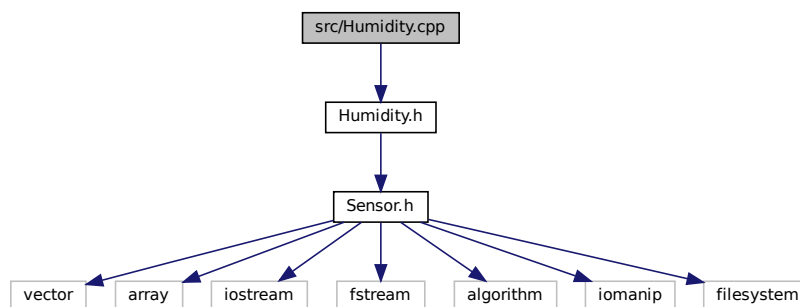 src/Humidity.cpp
Humidity.h
Sensor.h
vector
array
iostream
fstream
algorithm
iomanip
filesystem